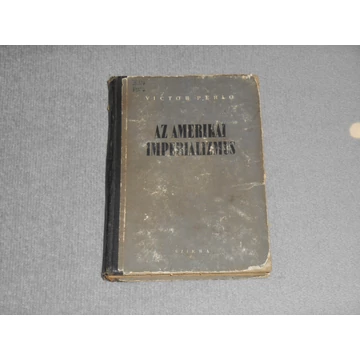 VICTOR PERLO
AZ AMERIKAI
IMPERIALIZMUS
SZIKRA